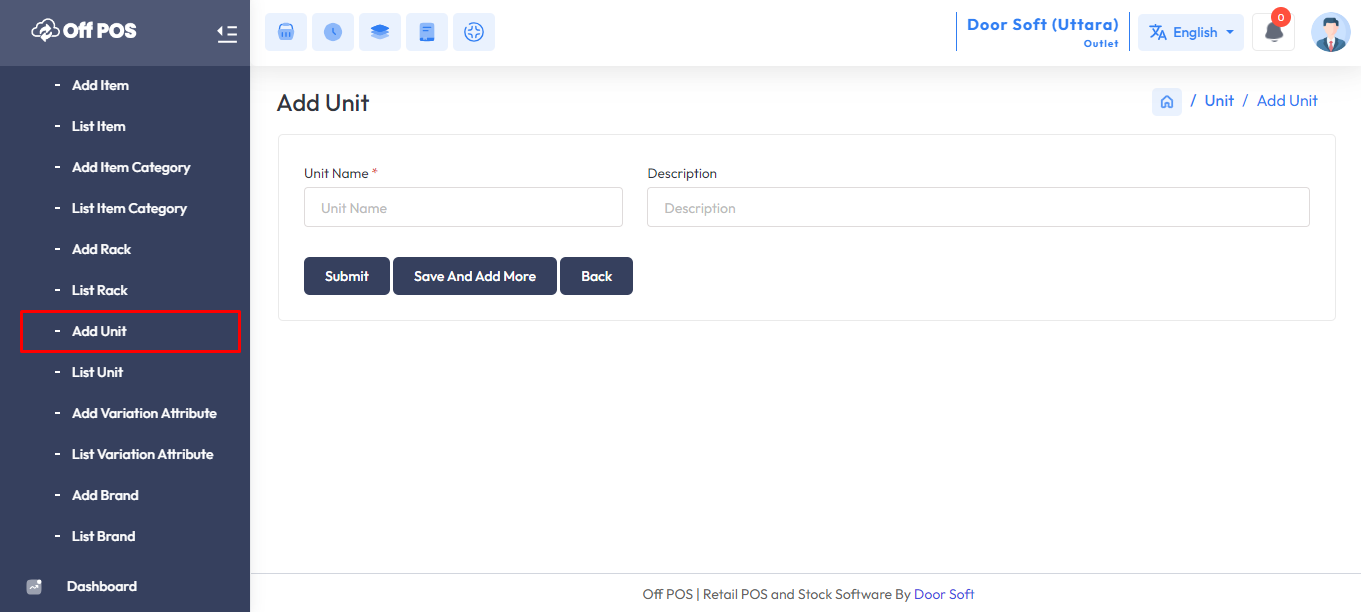 Off POS
Door Soft (Uttara)
Outlet
English
0
- Add Item
- List Item
- Add Item Category
- List Item Category
- Add Rack
- List Rack
- Add Unit
- List Unit
- Add Variation Attribute
- List Variation Attribute
- Add Brand
- List Brand
Dashboard
Add Unit
/ Unit / Add Unit
Unit Name *
Description
Unit Name
Description
Submit
Save And Add More
Back
Off POS | Retail POS and Stock Software By Door Soft